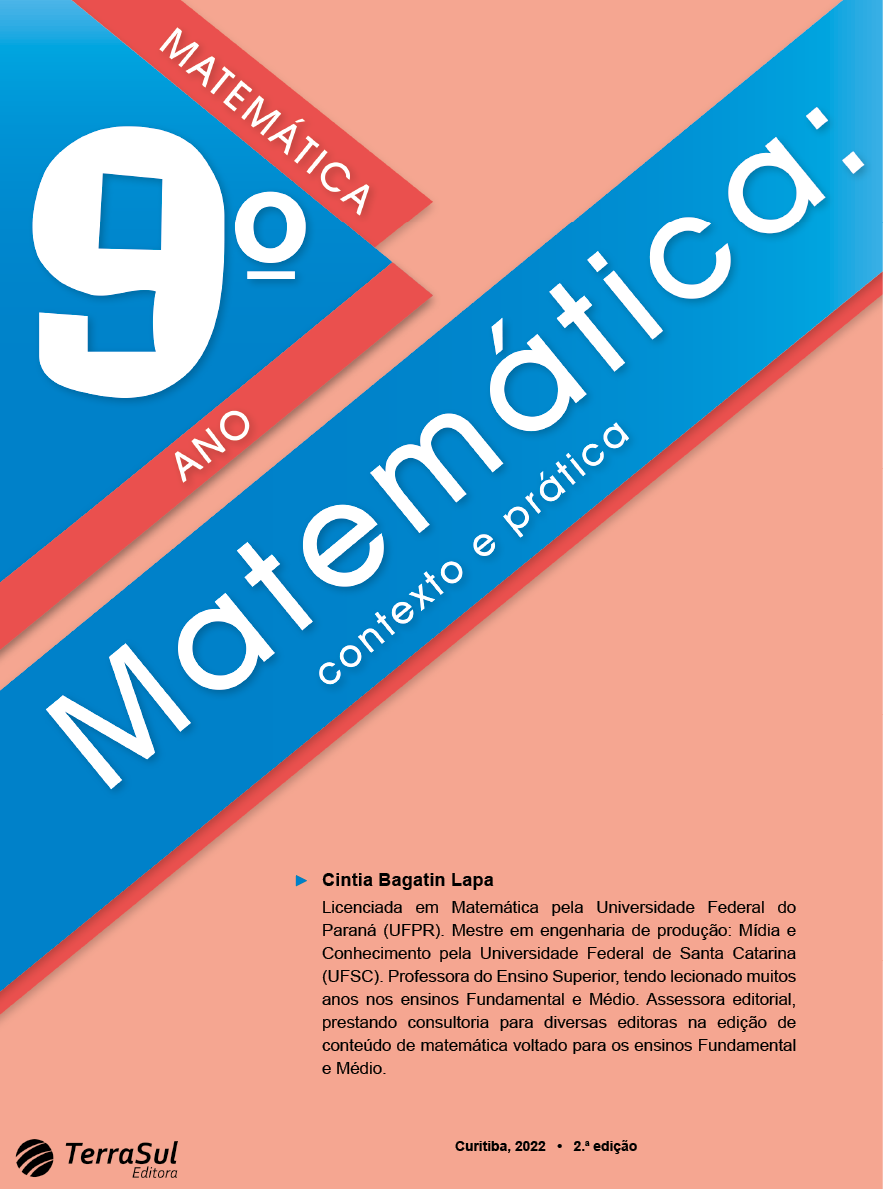 MATEMÁTICA
9º
ANO
Matemática:
contexto e prática
► Cintia Bagatin Lapa
Licenciada em Matemática pela Universidade Federal do
Paraná (UFPR). Mestre em engenharia de produção: Mídia e
Conhecimento pela Universidade Federal de Santa Catarina
(UFSC). Professora do Ensino Superior, tendo lecionado muitos
anos nos ensinos Fundamental e Médio. Assessora editorial,
prestando consultoria para diversas editoras na edição de
conteúdo de matemática voltado para os ensinos Fundamental
e Médio.
TerraSul
Editora
Curitiba, 2022 • 2.ª edição